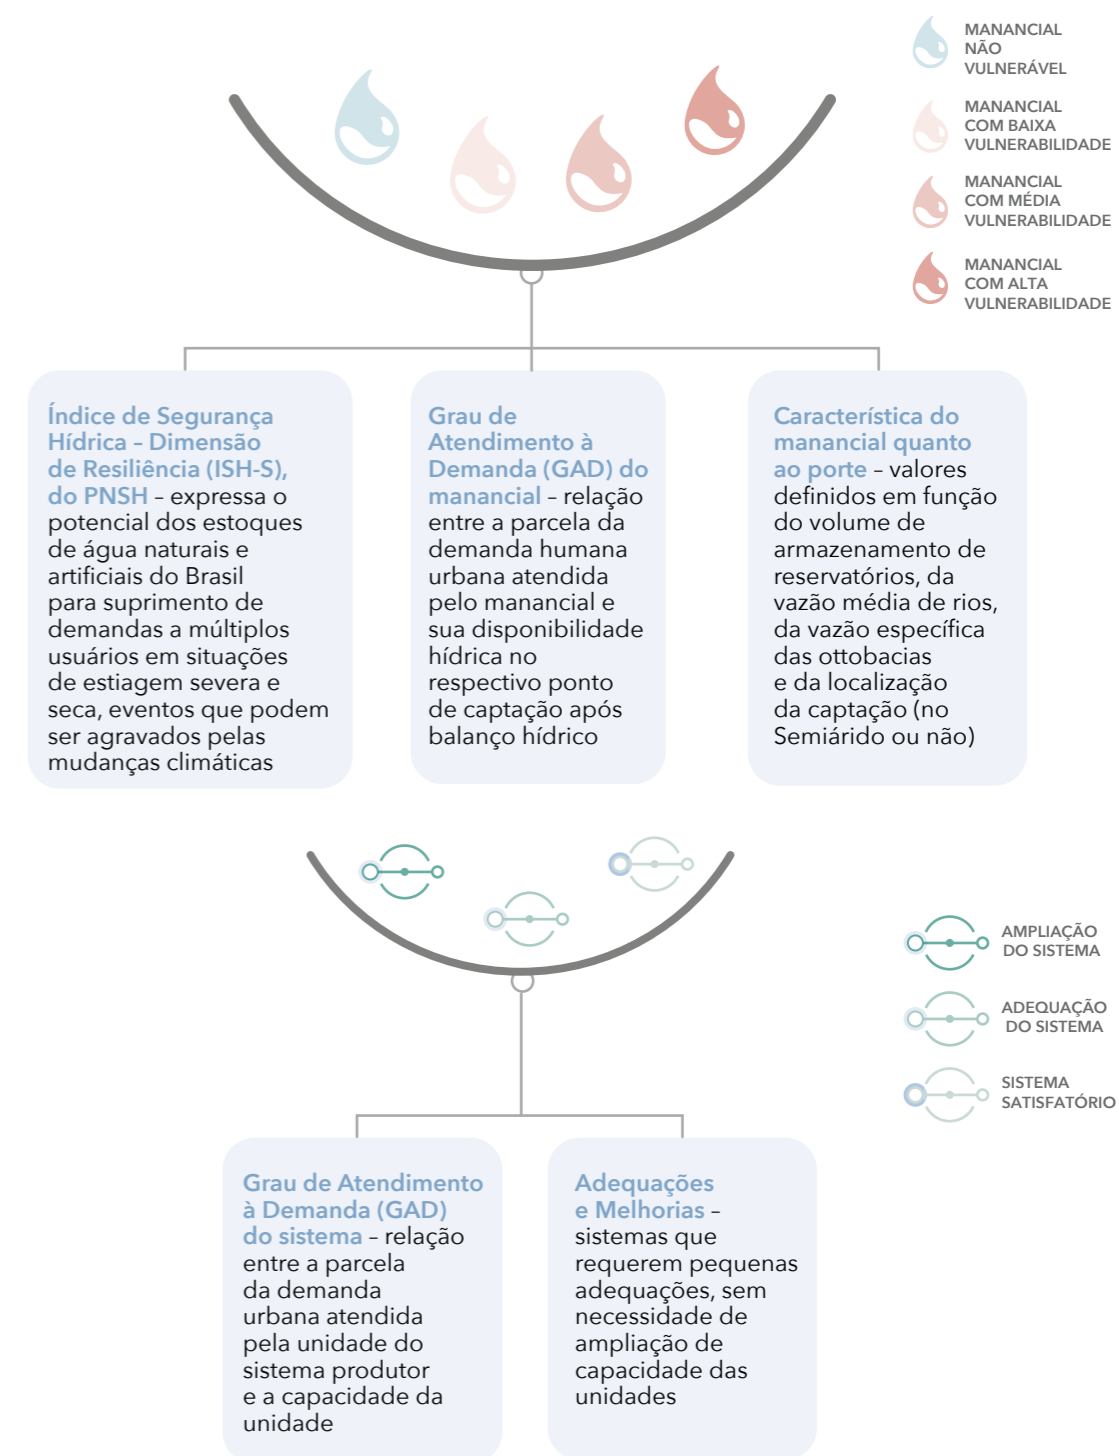 MANANCIAL
NÃO
VULNERÁVEL
MANANCIAL
COM BAIXA
VULNERABILIDADE
MANANCIAL
COM MÉDIA
VULNERABILIDADE
MANANCIAL
COM ALTA
VULNERABILIDADE
Índice de Segurança
Hídrica – Dimensão
de Resiliência (ISH-S),
do PNSH – expressa o
potencial dos estoques
de água naturais e
artificiais do Brasil
para suprimento de
demandas a múltiplos
usuários em situações
de estiagem severa e
seca, eventos que podem
ser agravados pelas
mudanças climáticas
Grau de
Atendimento à
Demanda (GAD) do
manancial – relação
entre a parcela da
demanda humana
urbana atendida
pelo manancial e
sua disponibilidade
hídrica no
respectivo ponto
de captação após
balanço hídrico
Característica do
manancial quanto
ao porte – valores
definidos em função
do volume de
armazenamento de
reservatórios, da
vazão média de rios,
da vazão específica
das ottobacias
e da localização
da captação (no
Semiárido ou não)
AMPLIAÇÃO
DO SISTEMA
ADEQUAÇÃO
DO SISTEMA
SISTEMA
SATISFATÓRIO
Grau de Atendimento
à Demanda (GAD)
do sistema – relação
entre a parcela
da demanda
urbana atendida
pela unidade do
sistema produtor
e a capacidade da
unidade
Adequações
e Melhorias –
sistemas que
requerem pequenas
adequações, sem
necessidade de
ampliação de
capacidade das
unidades